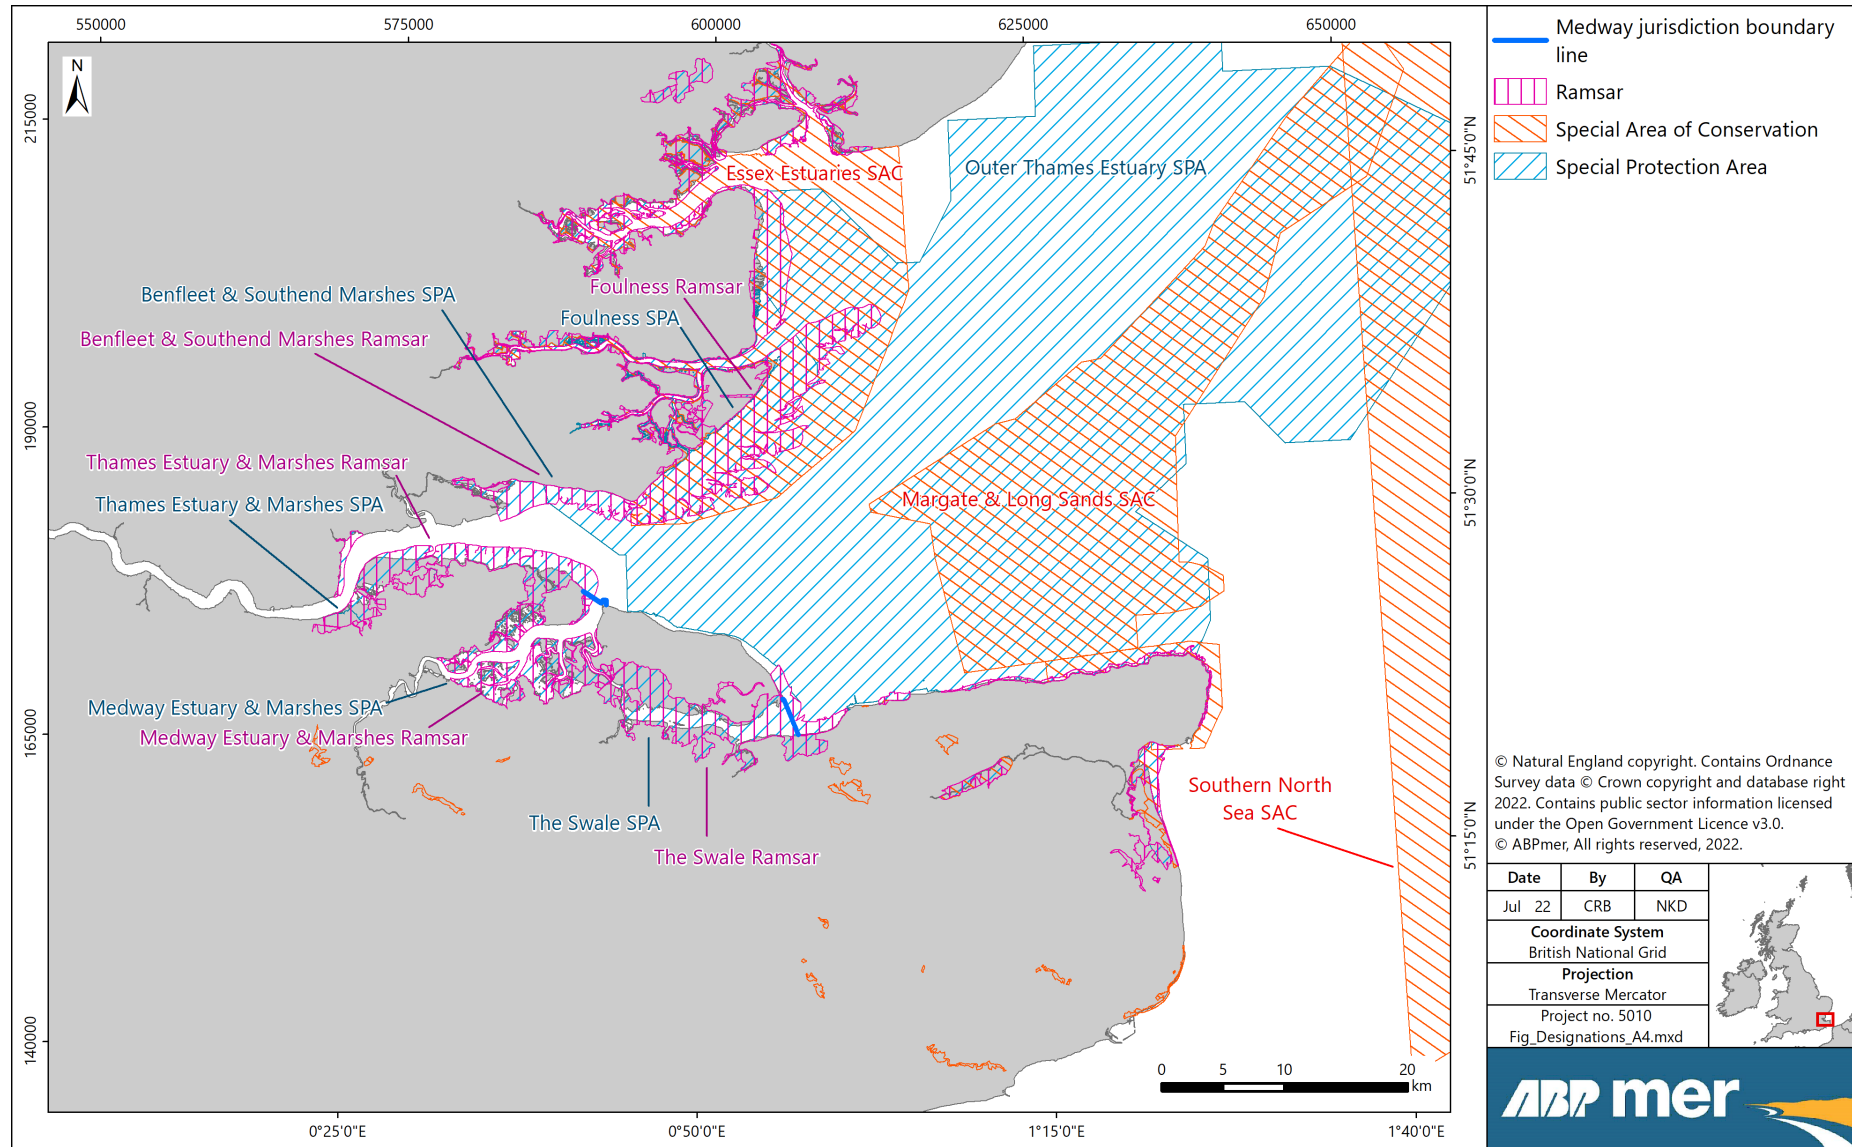 550000
575000
600000
625000
650000
N
215000
190000
165000
140000
51°45'0"N
51°30'0"N
51°15'0"N
Essex Estuaries SAC
Outer Thames Estuary SPA
Foulness Ramsar
Benfleet & Southend Marshes SPA
Foulness SPA
Benfleet & Southend Marshes Ramsar
Thames Estuary & Marshes Ramsar
Margate & Long Sands SAC
Thames Estuary & Marshes SPA
Medway Estuary & Marshes SPA
Medway Estuary & Marshes Ramsar
Southern North
Sea SAC
The Swale SPA
The Swale Ramsar
0 5 10 20
km
0°25'0"E
0°50'0"E
1°15'0"E
1°40'0"E
Medway jurisdiction boundary
line
Ramsar
Special Area of Conservation
Special Protection Area
© Natural England copyright. Contains Ordnance
Survey data © Crown copyright and database right
2022. Contains public sector information licensed
under the Open Government Licence v3.0.
© ABPmer, All rights reserved, 2022.
Date By QA
Jul 22 CRB NKD
Coordinate System
British National Grid
Projection
Transverse Mercator
Project no. 5010
Fig_Designations_A4.mxd
ABPmer